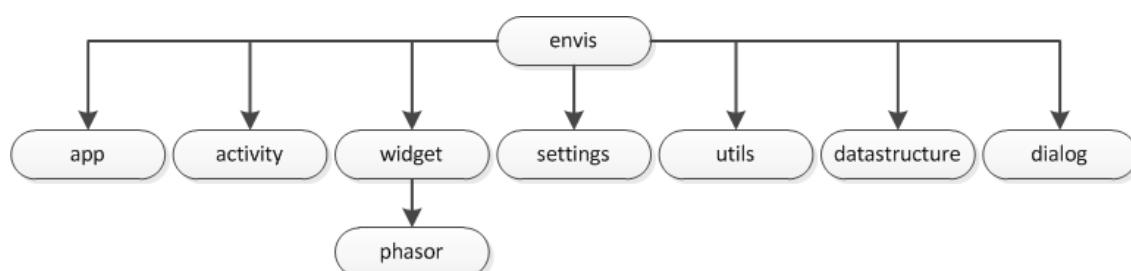 envis
app
activity
widget
settings
utils
datastructure
dialog
phasor